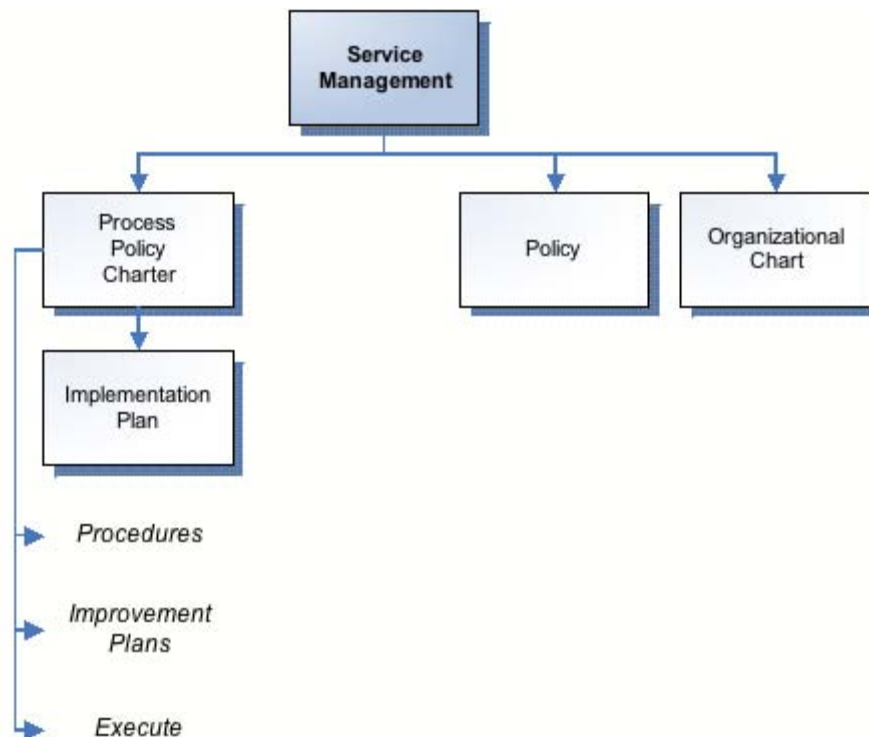 Service
Management
Process
Policy
Charter
Policy
Organizational
Chart
Implementation
Plan
Procedures
Improvement
Plans
Execute